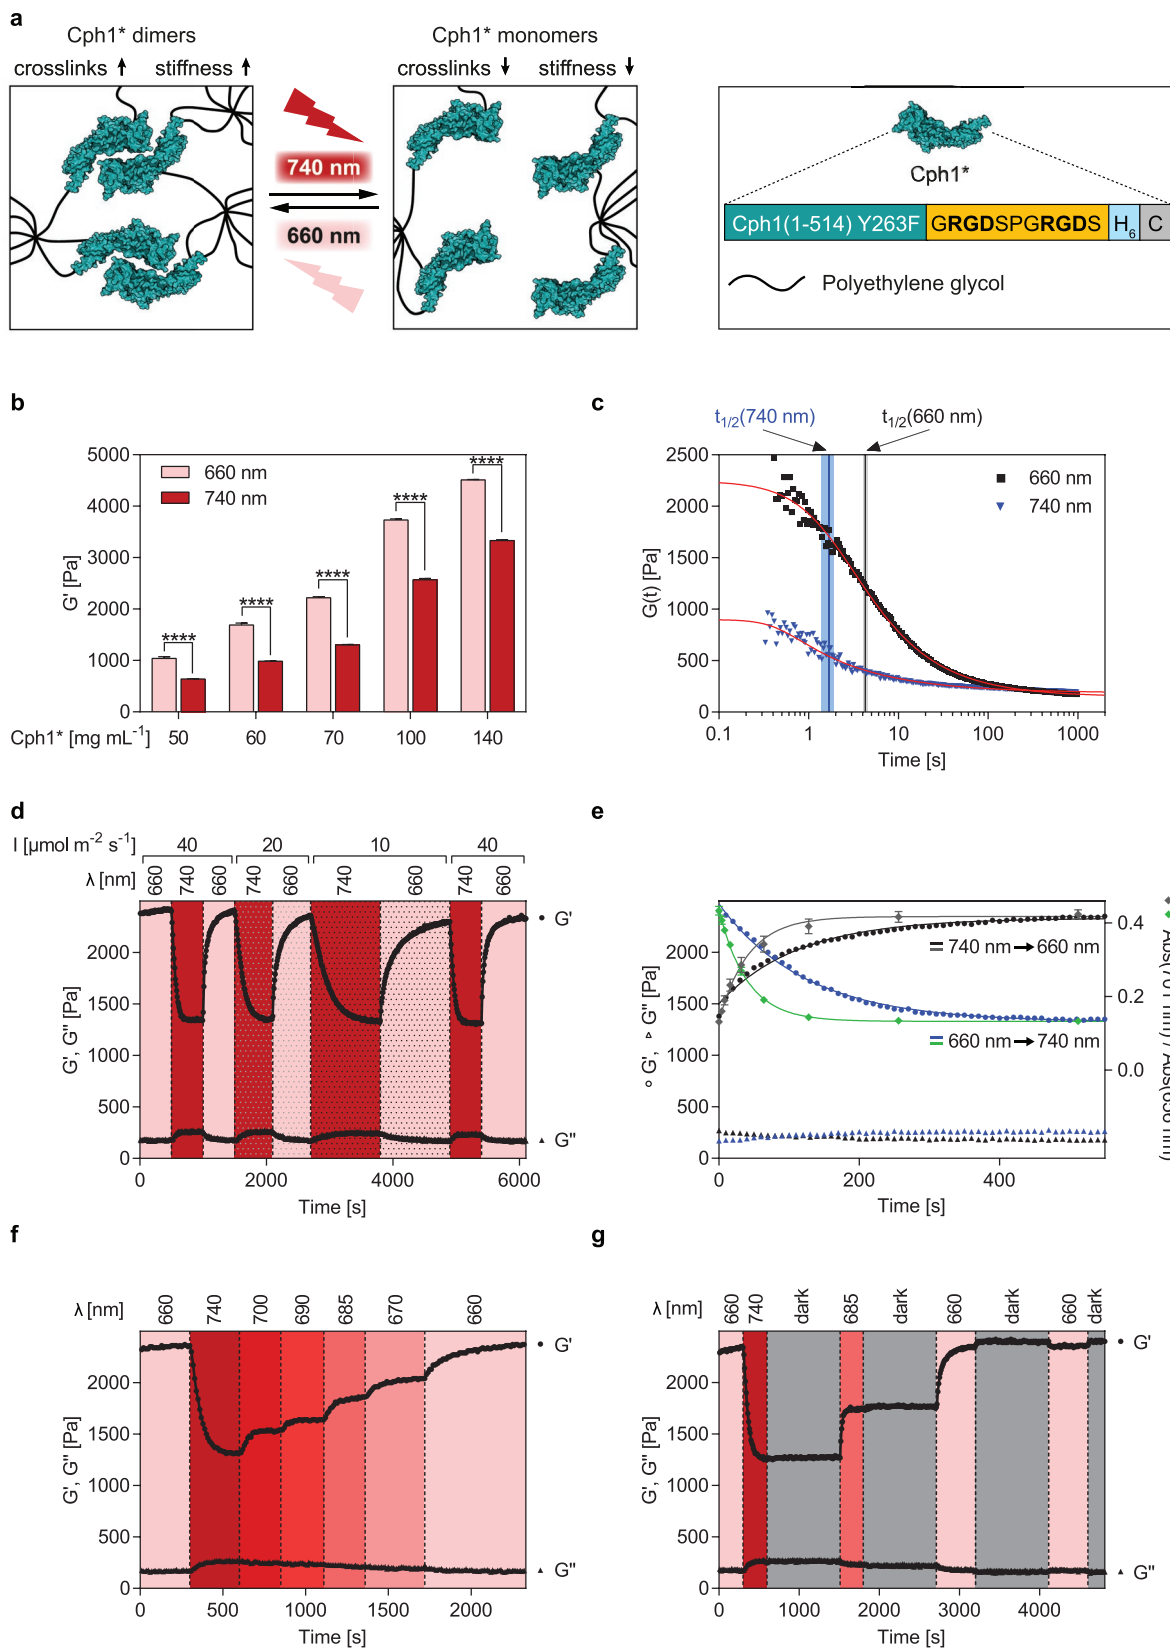 a
Cph1* dimers
crosslinks ↑ stiffness ↑
Cph1* monomers
crosslinks ↓ stiffness ↓
740 nm
660 nm
Cph1*
Cph1(1-514) Y263F GRGDSPGRGDS H6 C
Polyethylene glycol
b
5000
4000
3000
2000
1000
0
G' [Pa]
660 nm
740 nm
**** **** **** **** ****
Cph1* [mg mL-1] 50 60 70 100 140
c
t1/2(740 nm) t1/2(660 nm)
2500
2000
1500
1000
500
0
G(t) [Pa]
660 nm
740 nm
0.1 1 10 100 1000
Time [s]
d
I [µmol m-2 s-1] 40 20 10 40
λ [nm] 660 740 660 740 660 740 660 740 660
2000
1500
1000
500
0
G', G'' [Pa]
G'
G''
0 2000 4000 6000
Time [s]
e
2000
1500
2000
1000
500
0
G', G'' [Pa]
740 nm → 660 nm
660 nm → 740 nm
0.4
0.2
0.0
0 200 400
Time [s]
f
λ [nm] 660 740 700 690 685 670 660
2000
1500
1000
500
0
G', G'' [Pa]
G'
G''
0 500 1000 1500 2000
Time [s]
g
λ [nm] 660 740 dark 685 dark 660 dark 660 dark
2000
1500
1000
500
0
G', G'' [Pa]
G'
G''
0 1000 2000 3000 4000
Time [s]